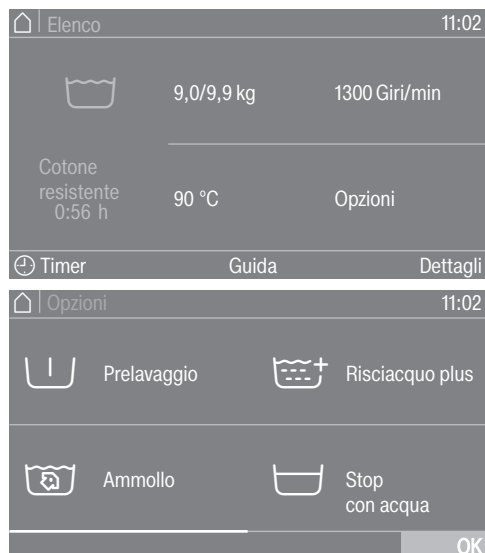 Elenco 11:02
9,0/9,9 kg 1300 Giri/min
Cotone
resistente
0:56 h
90 °C Opzioni
Timer Guida Dettagli
Opzioni 11:02
Prelavaggio Risciacquo plus
Ammollo Stop
con acqua
OK